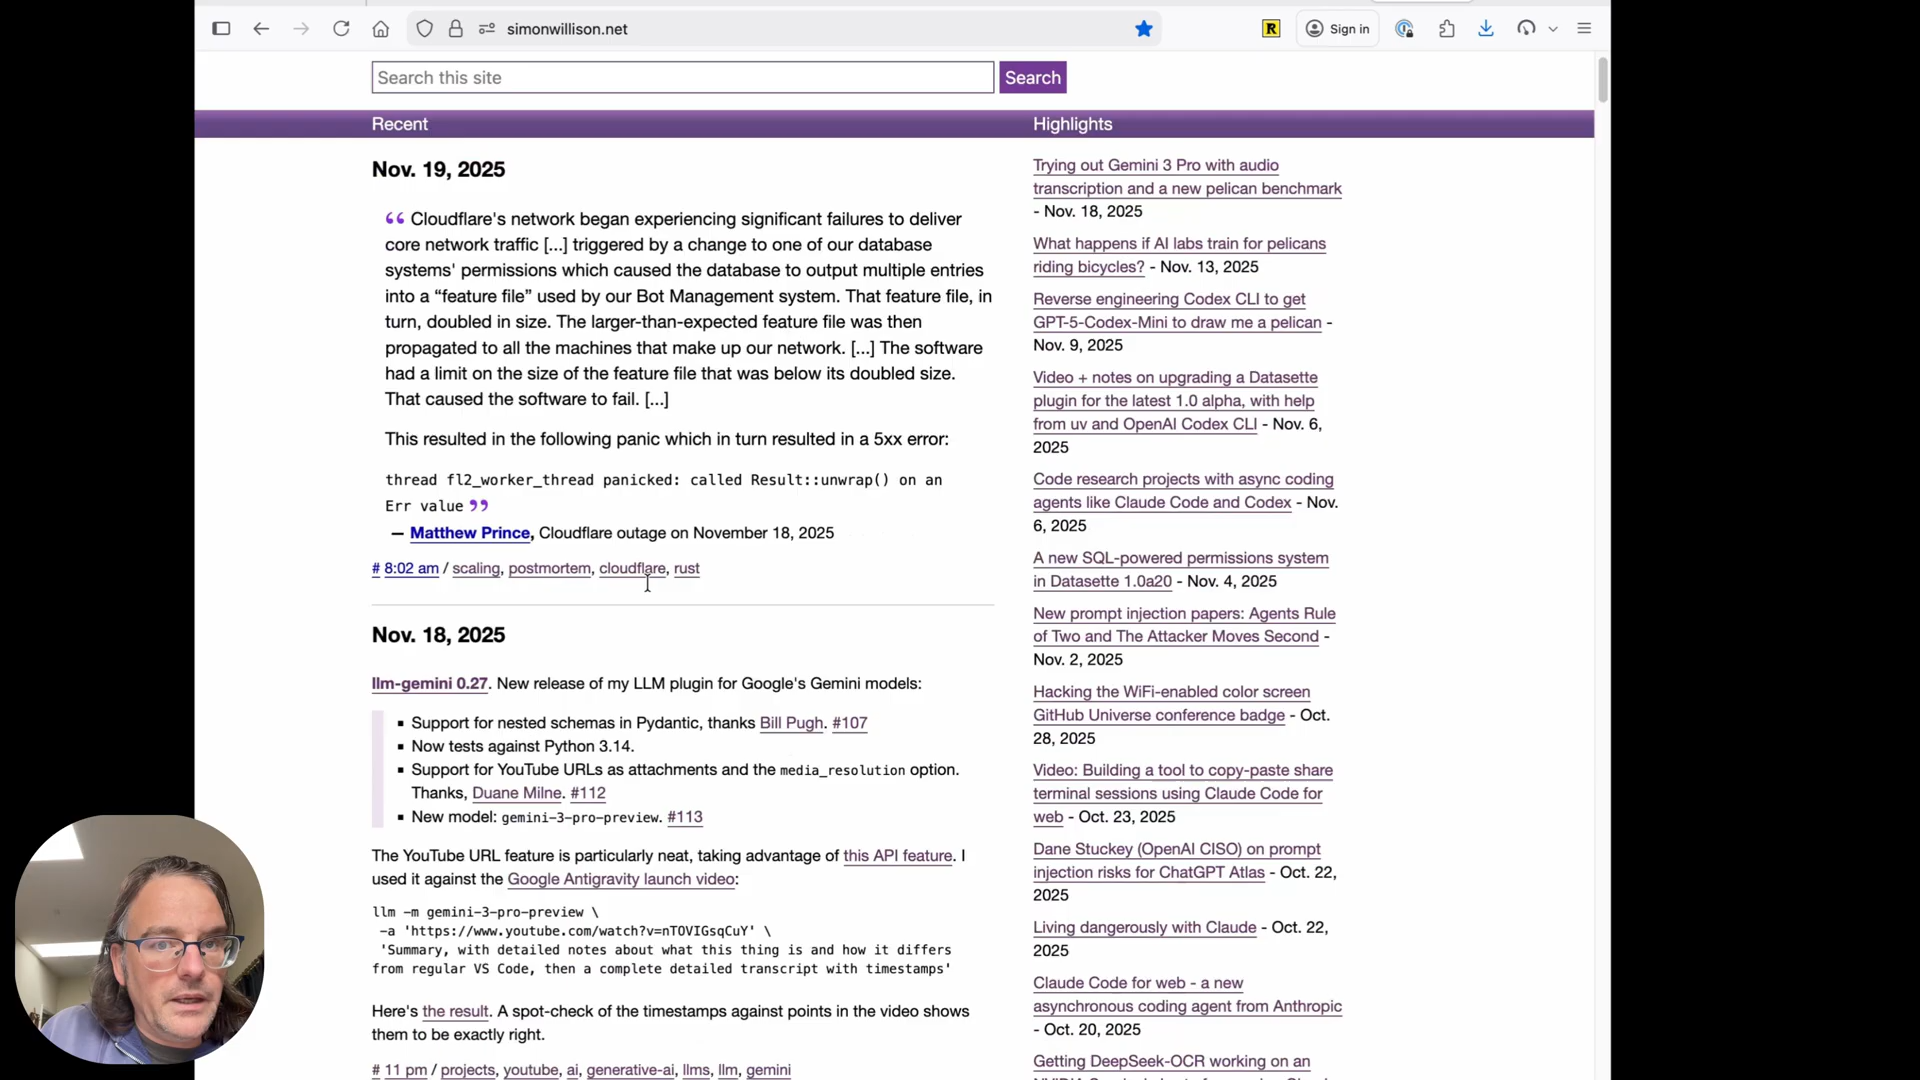 simonwillison.net
R
Sign in
Search this site
Search
Recent
Highlights
Nov. 19, 2025
“ Cloudflare's network began experiencing significant failures to deliver
core network traffic [...] triggered by a change to one of our database
systems' permissions which caused the database to output multiple entries
into a “feature file” used by our Bot Management system. That feature file, in
turn, doubled in size. The larger-than-expected feature file was then
propagated to all the machines that make up our network. [...] The software
had a limit on the size of the feature file that was below its doubled size.
That caused the software to fail. [...]
This resulted in the following panic which in turn resulted in a 5xx error:
thread fl2_worker_thread panicked: called Result::unwrap() on an
Err value ”
— Matthew Prince, Cloudflare outage on November 18, 2025
# 8:02 am / scaling, postmortem, cloudflare, rust
Nov. 18, 2025
llm-gemini 0.27. New release of my LLM plugin for Google's Gemini models:
▪ Support for nested schemas in Pydantic, thanks Bill Pugh. #107
▪ Now tests against Python 3.14.
▪ Support for YouTube URLs as attachments and the media_resolution option.
Thanks, Duane Milne. #112
▪ New model: gemini-3-pro-preview. #113
The YouTube URL feature is particularly neat, taking advantage of this API feature. I
used it against the Google Antigravity launch video:
llm -m gemini-3-pro-preview \
-a 'https://www.youtube.com/watch?v=nTOVIGsqCuY' \
'Summary, with detailed notes about what this thing is and how it differs
from regular VS Code, then a complete detailed transcript with timestamps'
Here's the result. A spot-check of the timestamps against points in the video shows
them to be exactly right.
# 11 pm / projects, youtube, ai, generative-ai, llms, llm, gemini
Trying out Gemini 3 Pro with audio
transcription and a new pelican benchmark
- Nov. 18, 2025
What happens if AI labs train for pelicans
riding bicycles? - Nov. 13, 2025
Reverse engineering Codex CLI to get
GPT-5-Codex-Mini to draw me a pelican -
Nov. 9, 2025
Video + notes on upgrading a Datasette
plugin for the latest 1.0 alpha, with help
from uv and OpenAI Codex CLI - Nov. 6,
2025
Code research projects with async coding
agents like Claude Code and Codex - Nov.
6, 2025
A new SQL-powered permissions system
in Datasette 1.0a20 - Nov. 4, 2025
New prompt injection papers: Agents Rule
of Two and The Attacker Moves Second -
Nov. 2, 2025
Hacking the WiFi-enabled color screen
GitHub Universe conference badge - Oct.
28, 2025
Video: Building a tool to copy-paste share
terminal sessions using Claude Code for
web - Oct. 23, 2025
Dane Stuckey (OpenAI CISO) on prompt
injection risks for ChatGPT Atlas - Oct. 22,
2025
Living dangerously with Claude - Oct. 22,
2025
Claude Code for web - a new
asynchronous coding agent from Anthropic
- Oct. 20, 2025
Getting DeepSeek-OCR working on an